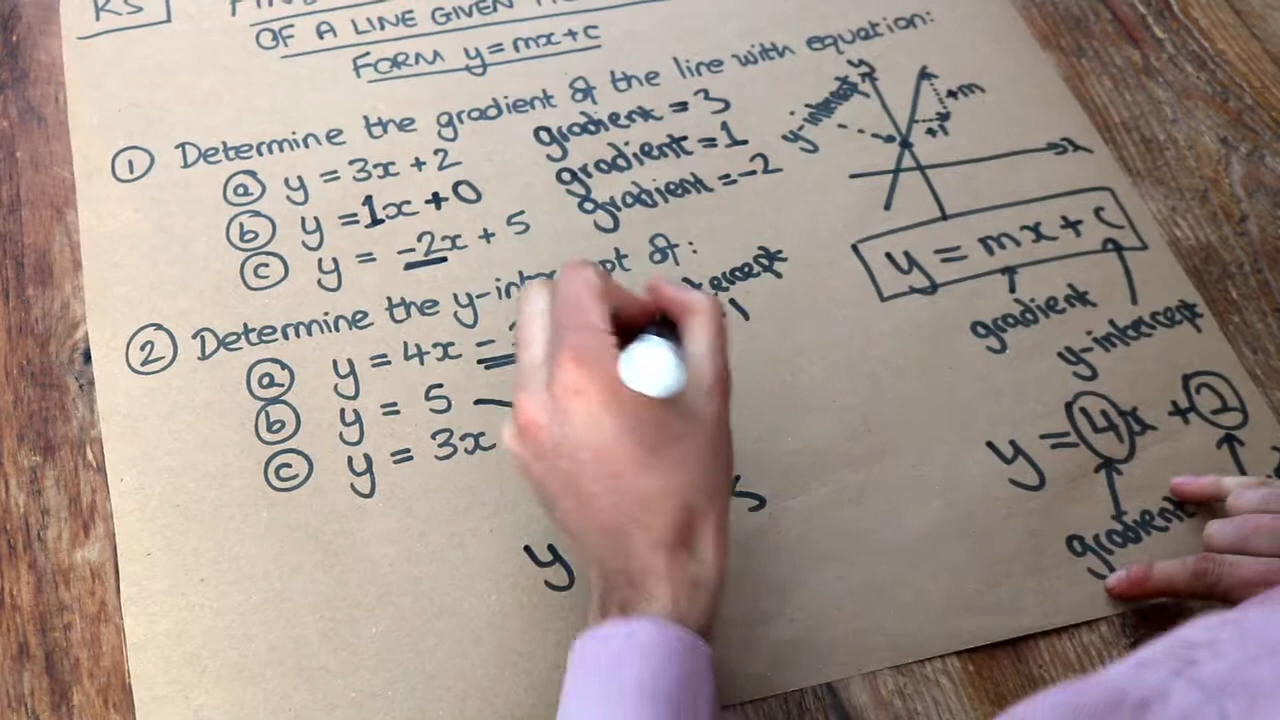 OF A LINE GIVEN
FORM y = mx + c
① Determine the gradient of the line with equation:
ⓐ y = 3x + 2 gradient = 3
ⓑ y = 1x + 0 gradient = 1
ⓒ y = -2x + 5 gradient = -2
② Determine the y-intercept of:
ⓐ y = 4x -
ⓑ y = 5 -
ⓒ y = 3x
y
y
x
y-intercept
+m
+1
y = mx + c
gradient
y-intercept
y = 4x + 2
gradient